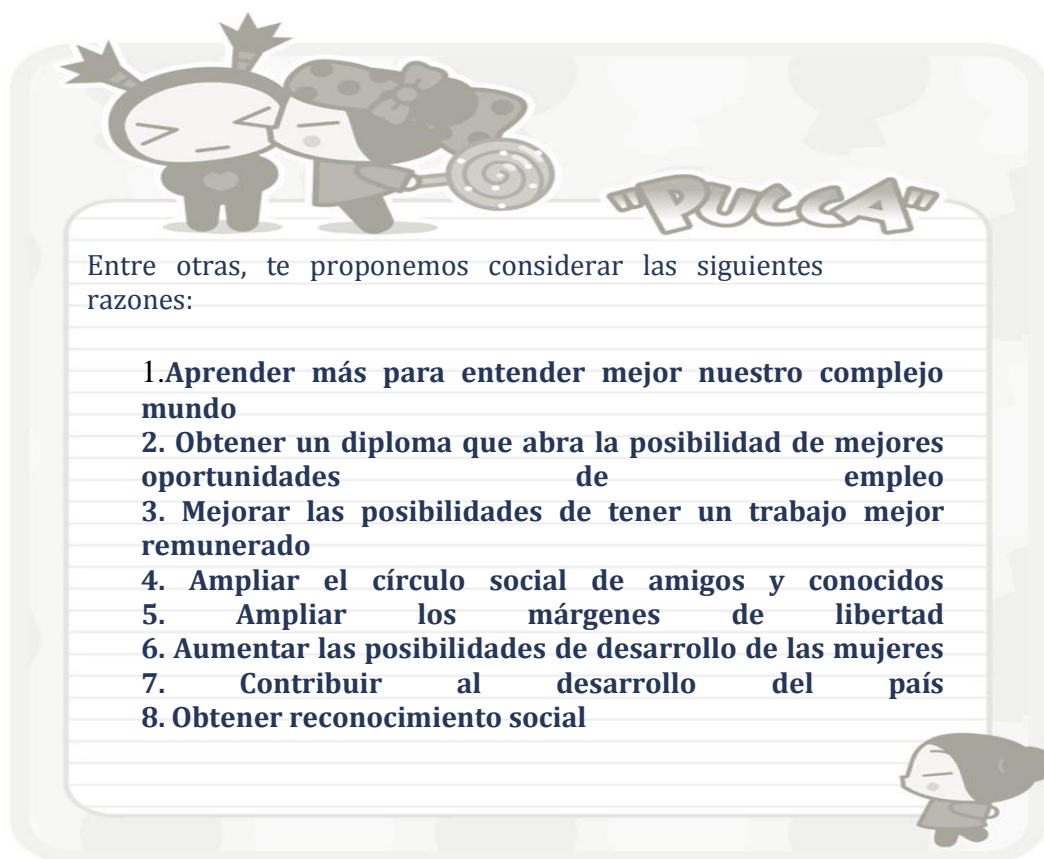 "PUCCA"
Entre otras, te proponemos considerar las siguientes
razones:
1.Aprender más para entender mejor nuestro complejo
mundo
2. Obtener un diploma que abra la posibilidad de mejores
oportunidades de empleo
3. Mejorar las posibilidades de tener un trabajo mejor
remunerado
4. Ampliar el círculo social de amigos y conocidos
5. Ampliar los márgenes de libertad
6. Aumentar las posibilidades de desarrollo de las mujeres
7. Contribuir al desarrollo del país
8. Obtener reconocimiento social